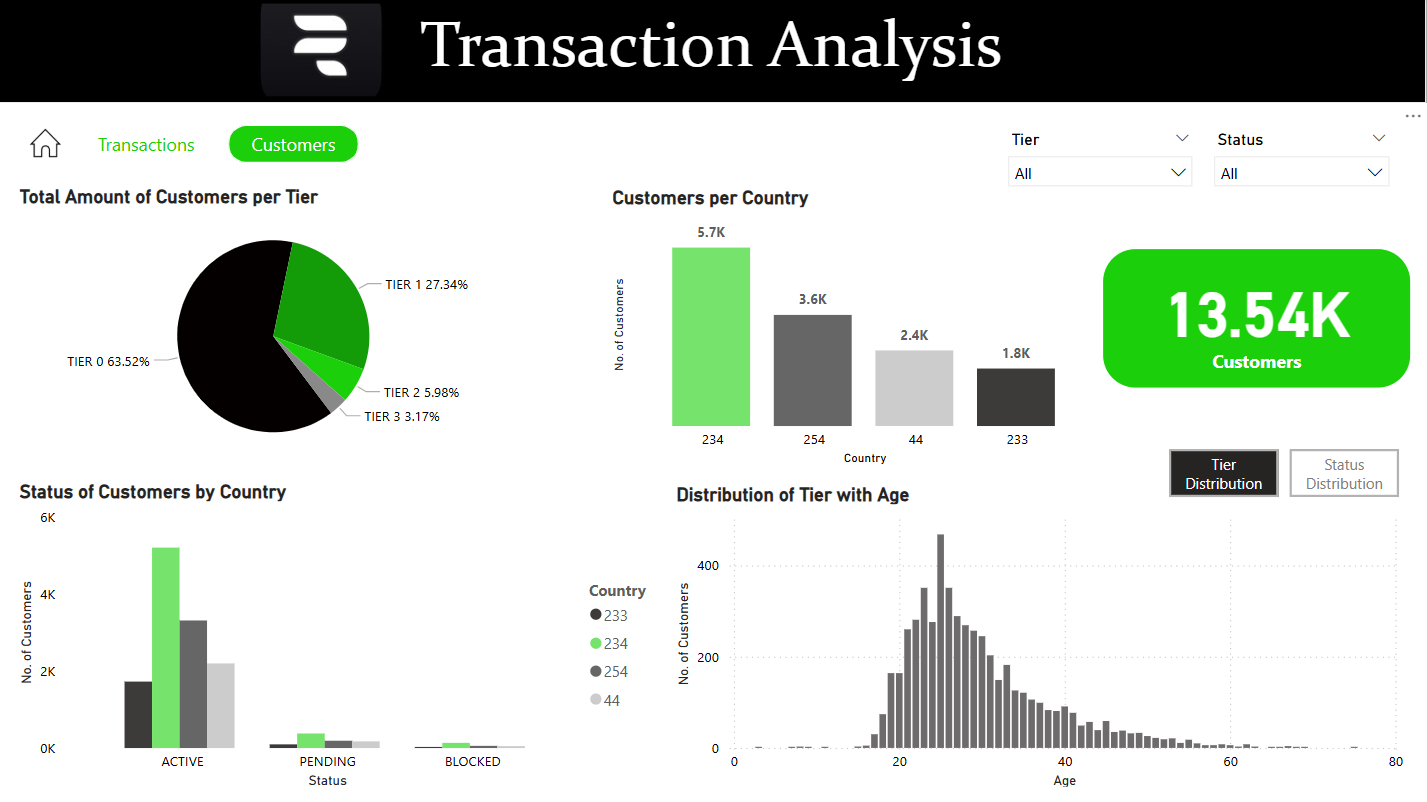 Transaction Analysis
Transactions
Customers
Tier
All
Status
All
Total Amount of Customers per Tier
TIER 1 27.34%
TIER 0 63.52%
TIER 2 5.98%
TIER 3 3.17%
Customers per Country
No. of Customers
5.7K
3.6K
2.4K
1.8K
234
254
44
233
Country
13.54K
Customers
Tier
Distribution
Status
Distribution
Status of Customers by Country
No. of Customers
6K
4K
2K
0K
ACTIVE
PENDING
BLOCKED
Status
Country
233
234
254
44
Distribution of Tier with Age
No. of Customers
400
200
0
0
20
40
60
80
Age